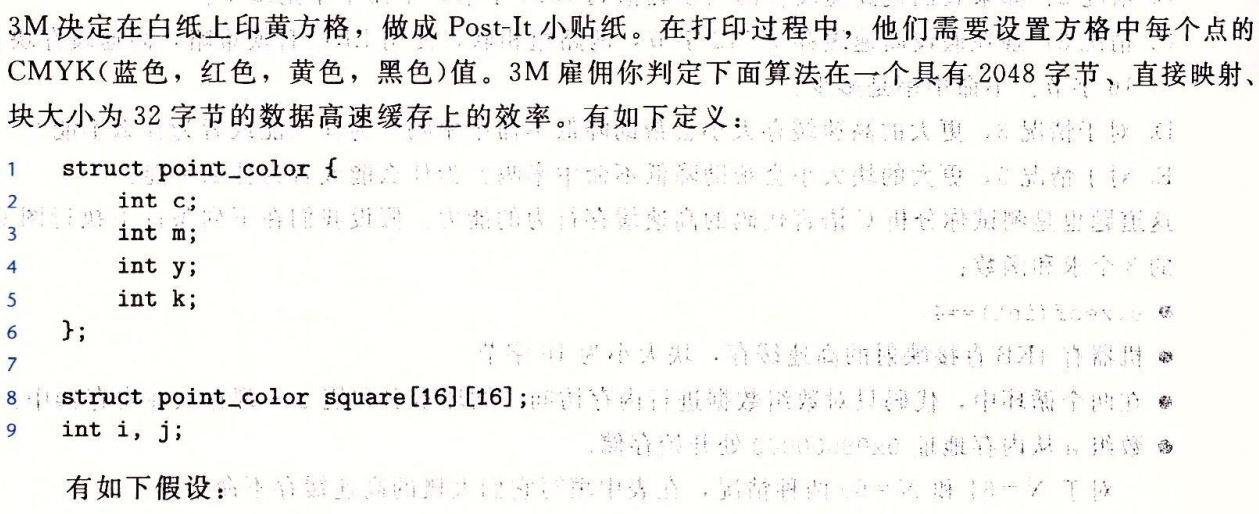 3M决定在白纸上印黄方格，做成 Post-It 小贴纸。在打印过程中，他们需要设置方格中每个点的
CMYK(蓝色，红色，黄色，黑色)值。3M 雇佣你判定下面算法在一个具有 2048 字节、直接映射、
块大小为 32 字节的数据高速缓存上的效率。有如下定义：
1 struct point_color {
2 int c;
3 int m;
4 int y;
5 int k;
6 };
7
8 struct point_color square[16][16];
9 int i, j;
有如下假设：